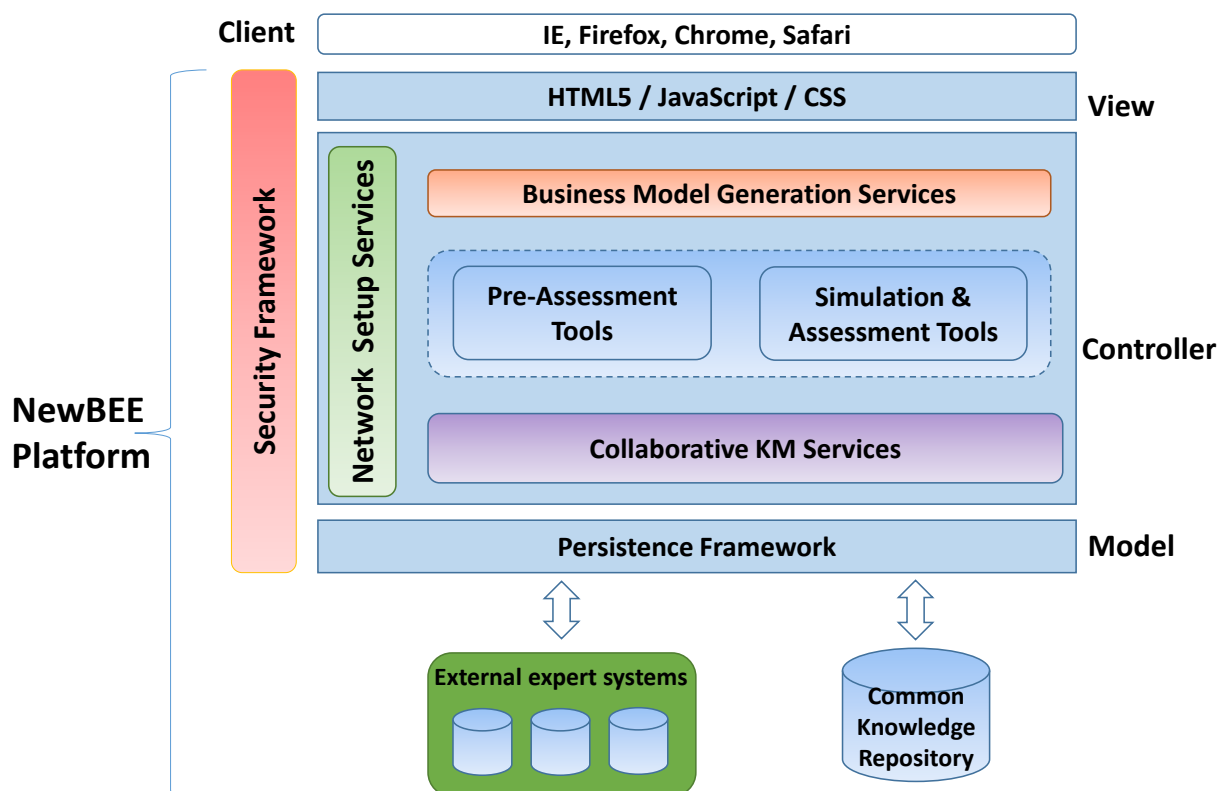 Client
IE, Firefox, Chrome, Safari
HTML5 / JavaScript / CSS
View
Security Framework
Network Setup Services
Business Model Generation Services
Pre-Assessment
Tools
Simulation &
Assessment Tools
Controller
NewBEE
Platform
Collaborative KM Services
Persistence Framework
Model
External expert systems
Common
Knowledge
Repository